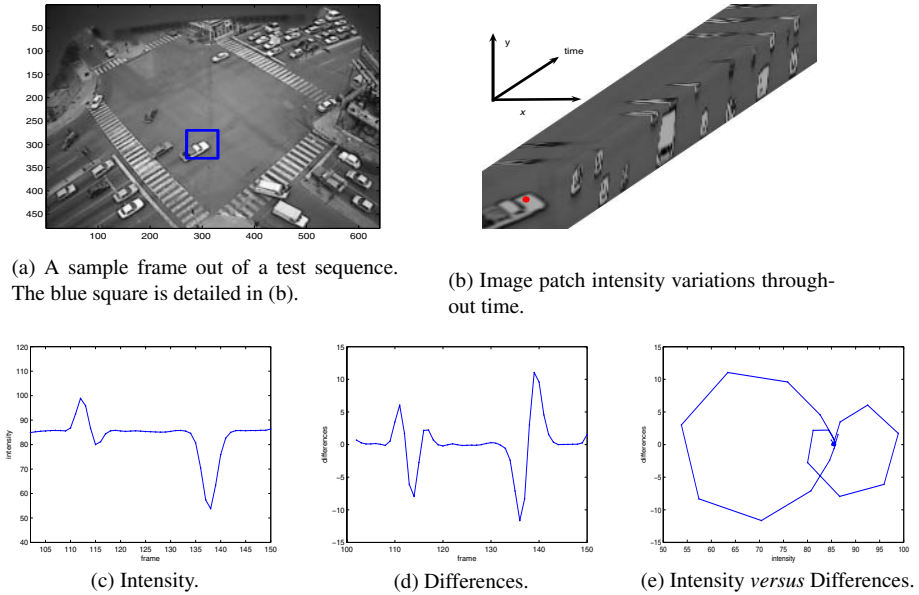 50
100
150
200
250
300
350
400
450
100 200 300 400 500 600
y
time
x
(a) A sample frame out of a test sequence.
The blue square is detailed in (b).
(b) Image patch intensity variations through-
out time.
120
110
100
90
80
70
60
50
40
intensity
105 110 115 120 125 130 135 140 145 150
frame
(c) Intensity.
15
10
5
0
−5
−10
−15
differences
100 110 120 130 140 150
frame
(d) Differences.
15
10
5
0
−5
−10
−15
differences
50 55 60 65 70 75 80 85 90 95 100
intensity
(e) Intensity versus Differences.